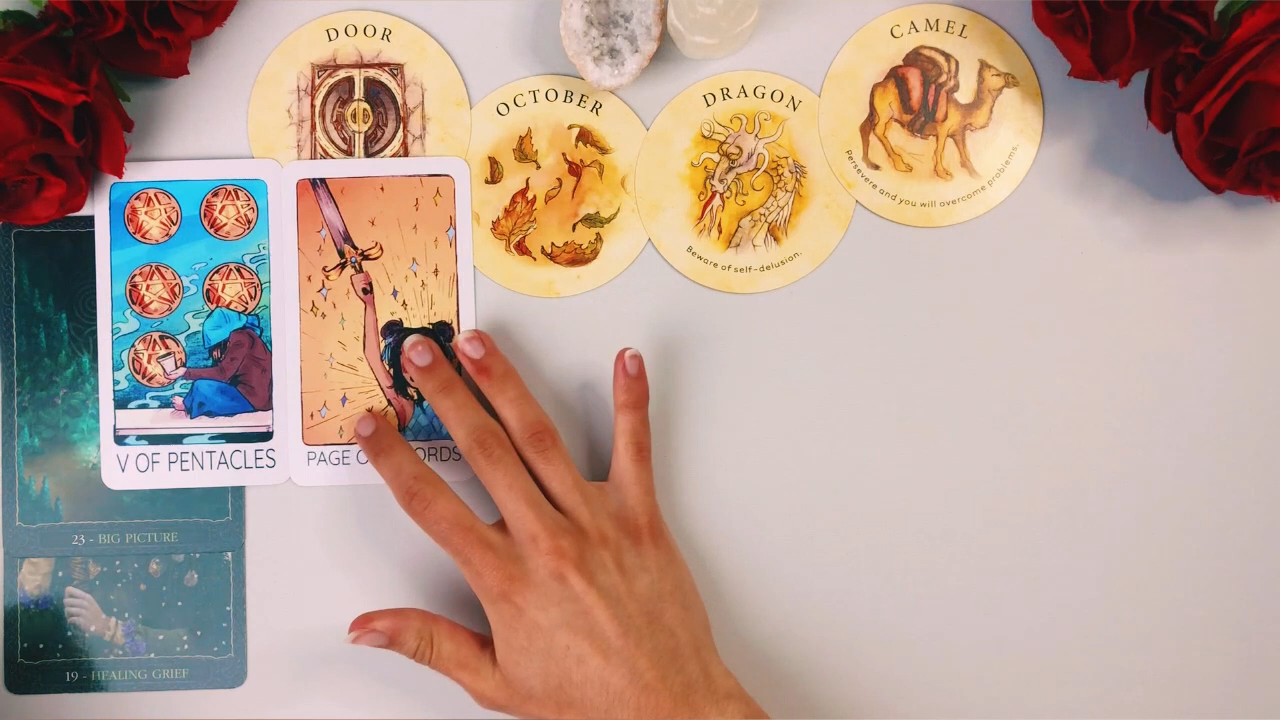 DOOR
OCTOBER
DRAGON
Beware of self-delusion.
CAMEL
Persevere and you will overcome problems.
V OF PENTACLES
PAGE
23 - BIG PICTURE
19 - HEALING GRIEF